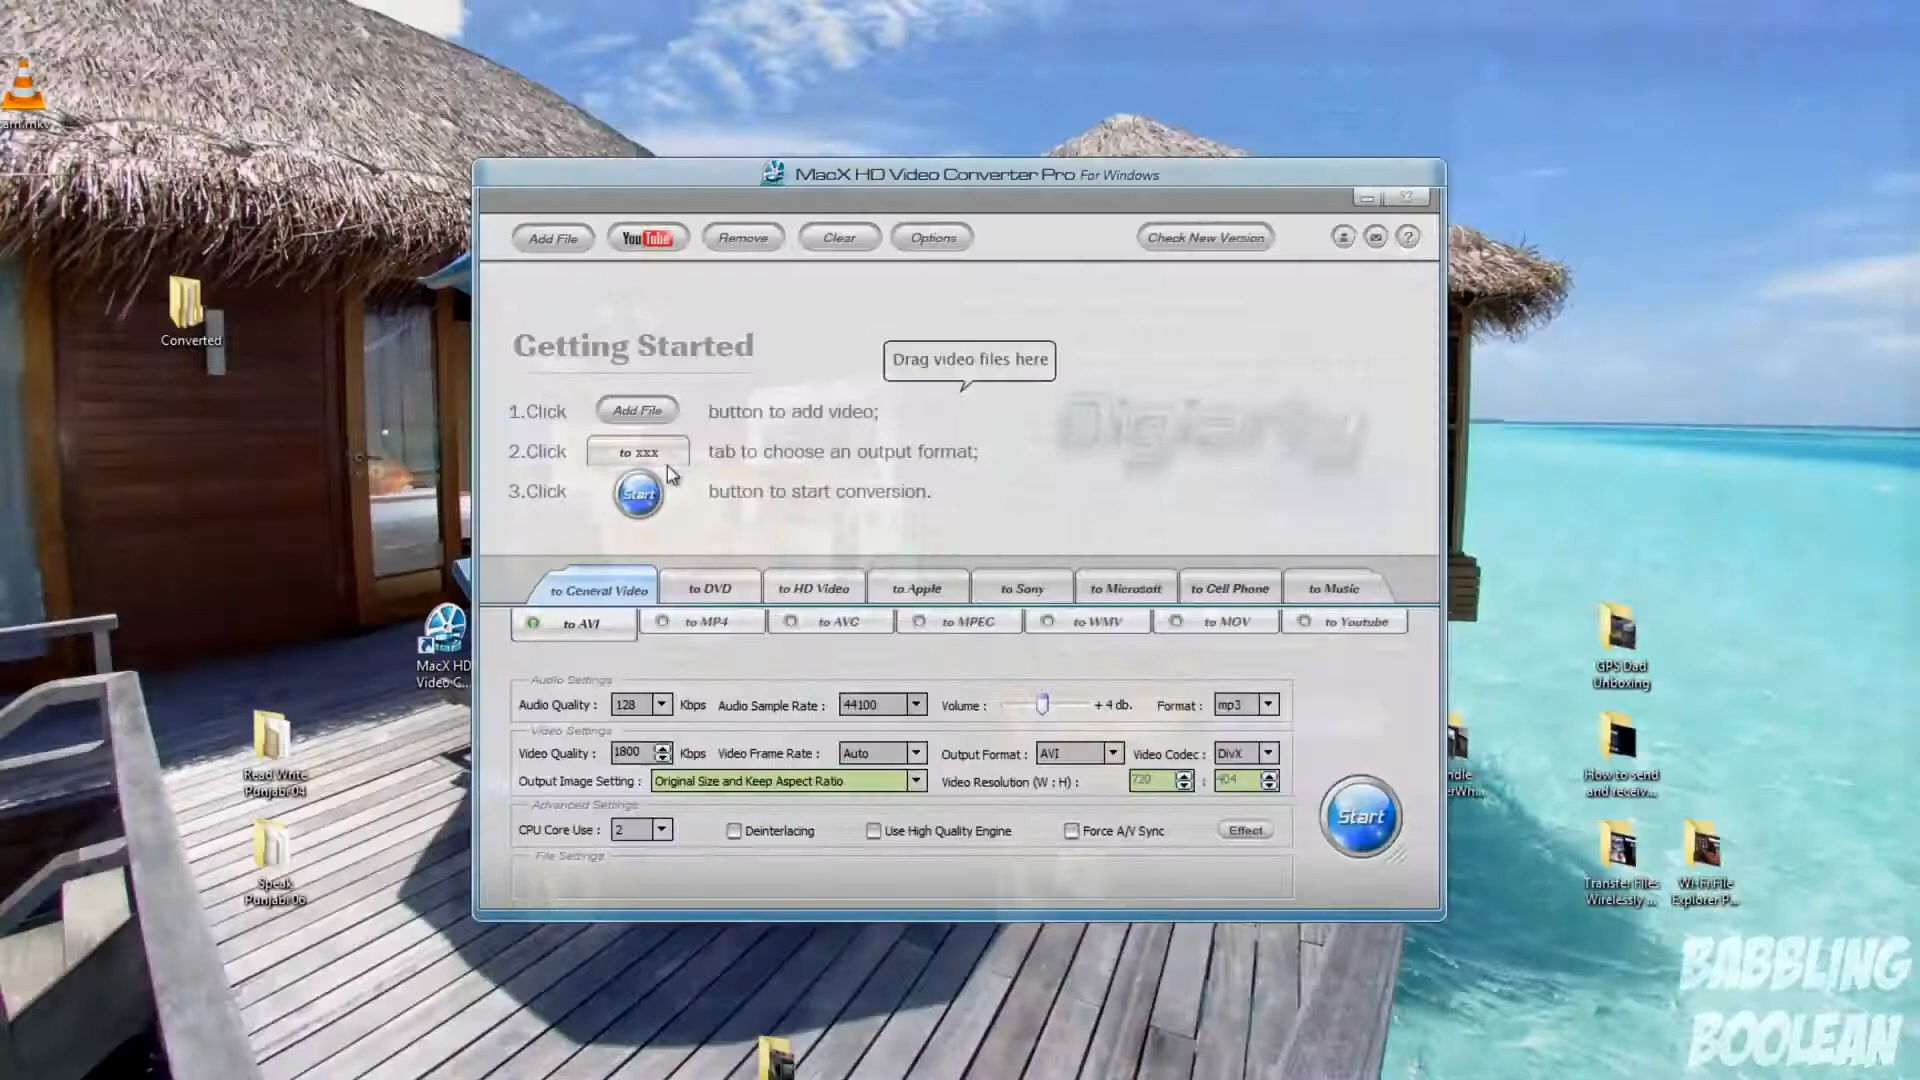 MacX HD Video Converter Pro For Windows
Add File
YouTube
Remove
Clear
Options
Check New Version
?
Getting Started
Drag video files here
1.Click
Add File
button to add video;
2.Click
to xxx
tab to choose an output format;
3.Click
Start
button to start conversion.
Digiarty
to General Video
to DVD
to HD Video
to Apple
to Sony
to Microsoft
to Cell Phone
to Music
to AVI
to MP4
to AVC
to MPEG
to WMV
to MOV
to Youtube
Audio Settings
Audio Quality : 128 Kbps Audio Sample Rate : 44100 Volume : + 4 db. Format : mp3
Video Settings
Video Quality : 1800 Kbps Video Frame Rate : Auto Output Format : AVI Video Codec : DivX
Output Image Setting : Original Size and Keep Aspect Ratio Video Resolution (W : H) : 720 : 404
Advanced Settings
CPU Core Use : 2 Deinterlacing Use High Quality Engine Force A/V Sync Effect
File Settings
Start
Converted
MacX HD
Video C...
Read Write
Punjabi 04
Speak
Punjabi 06
GPS Dad
Unboxing
How to send
and receiv...
Transfer Files
Wirelessly ...
Wi-Fi File
Explorer P...
BABBLING
BOOLEAN